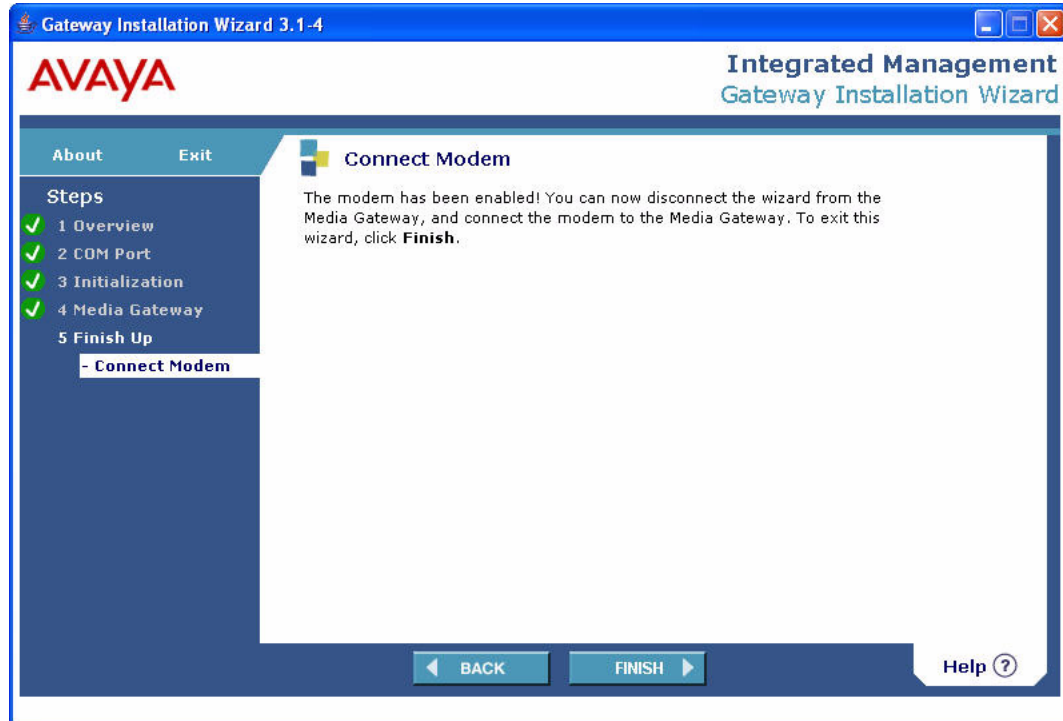 Gateway Installation Wizard 3.1-4
AVAYA
Integrated Management
Gateway Installation Wizard
About Exit
Steps
1 Overview
2 COM Port
3 Initialization
4 Media Gateway
5 Finish Up
- Connect Modem
Connect Modem
The modem has been enabled! You can now disconnect the wizard from the
Media Gateway, and connect the modem to the Media Gateway. To exit this
wizard, click Finish.
BACK
FINISH
Help ?